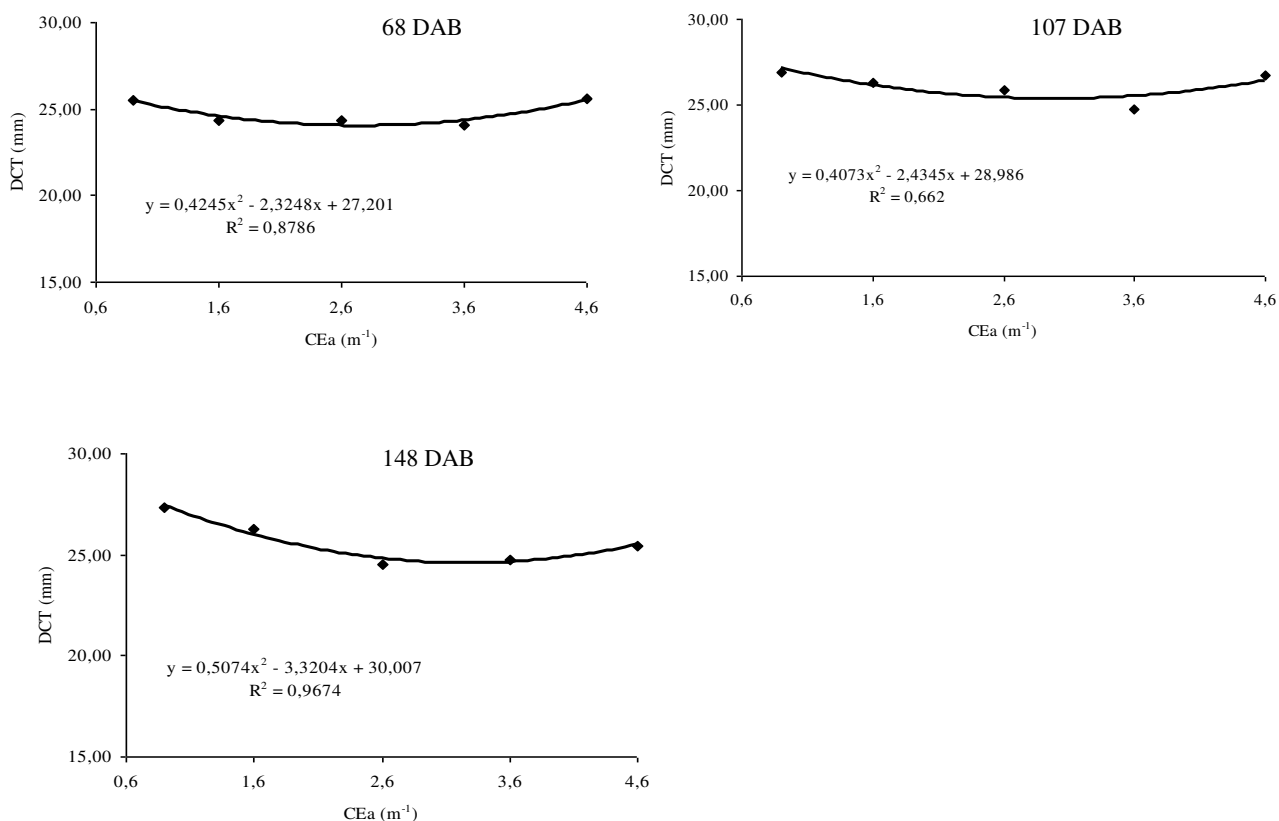 68 DAB
30,00
25,00
20,00
15,00
DCT (mm)
y = 0,4245x² - 2,3248x + 27,201
R² = 0,8786
0,6 1,6 2,6 3,6 4,6
CEa (m⁻¹)
107 DAB
30,00
25,00
20,00
15,00
DCT (mm)
y = 0,4073x² - 2,4345x + 28,986
R² = 0,662
0,6 1,6 2,6 3,6 4,6
CEa (m⁻¹)
148 DAB
30,00
25,00
20,00
15,00
DCT (mm)
y = 0,5074x² - 3,3204x + 30,007
R² = 0,9674
0,6 1,6 2,6 3,6 4,6
CEa (m⁻¹)